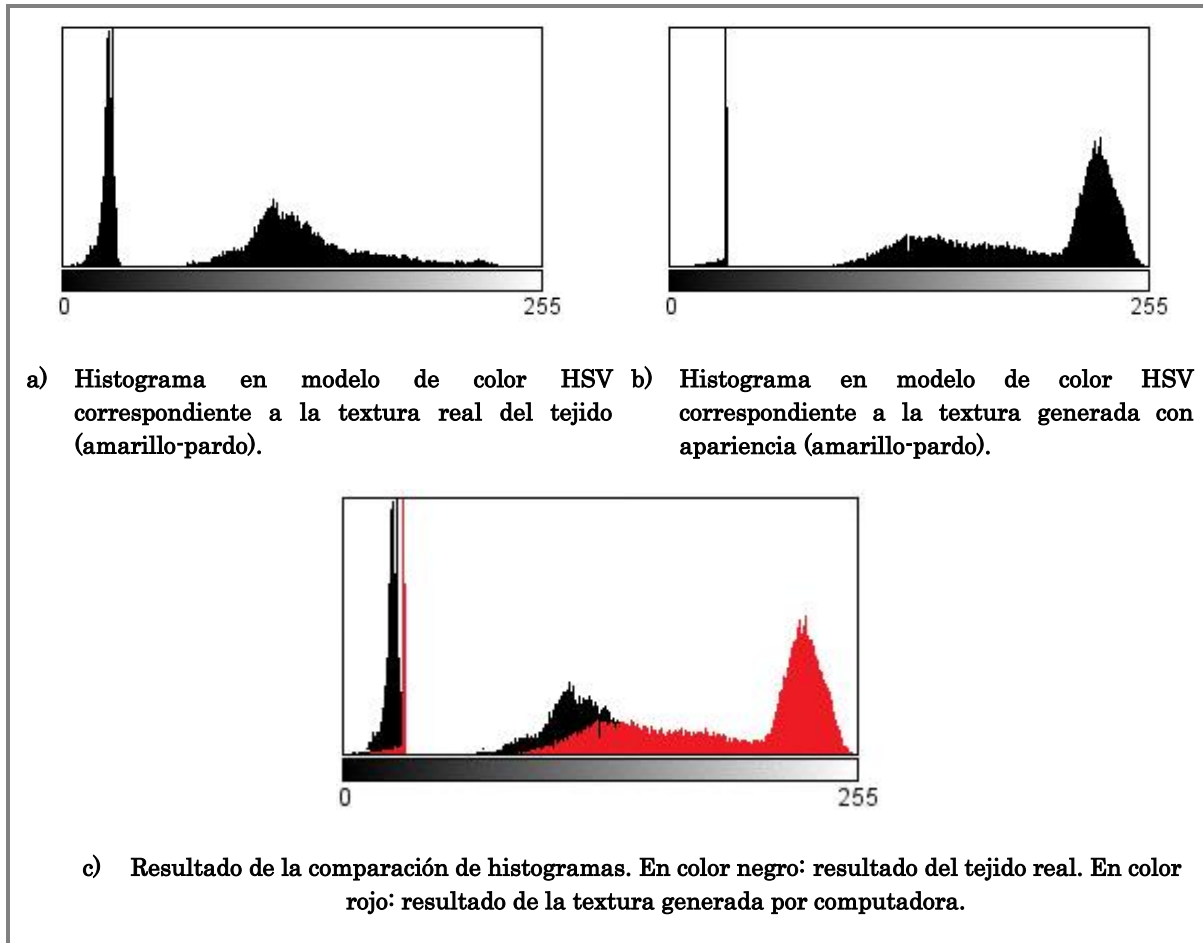 0 255
0 255
a) Histograma en modelo de color HSV
correspondiente a la textura real del tejido
(amarillo-pardo).
b) Histograma en modelo de color HSV
correspondiente a la textura generada con
apariencia (amarillo-pardo).
0 255
c) Resultado de la comparación de histogramas. En color negro: resultado del tejido real. En color
rojo: resultado de la textura generada por computadora.